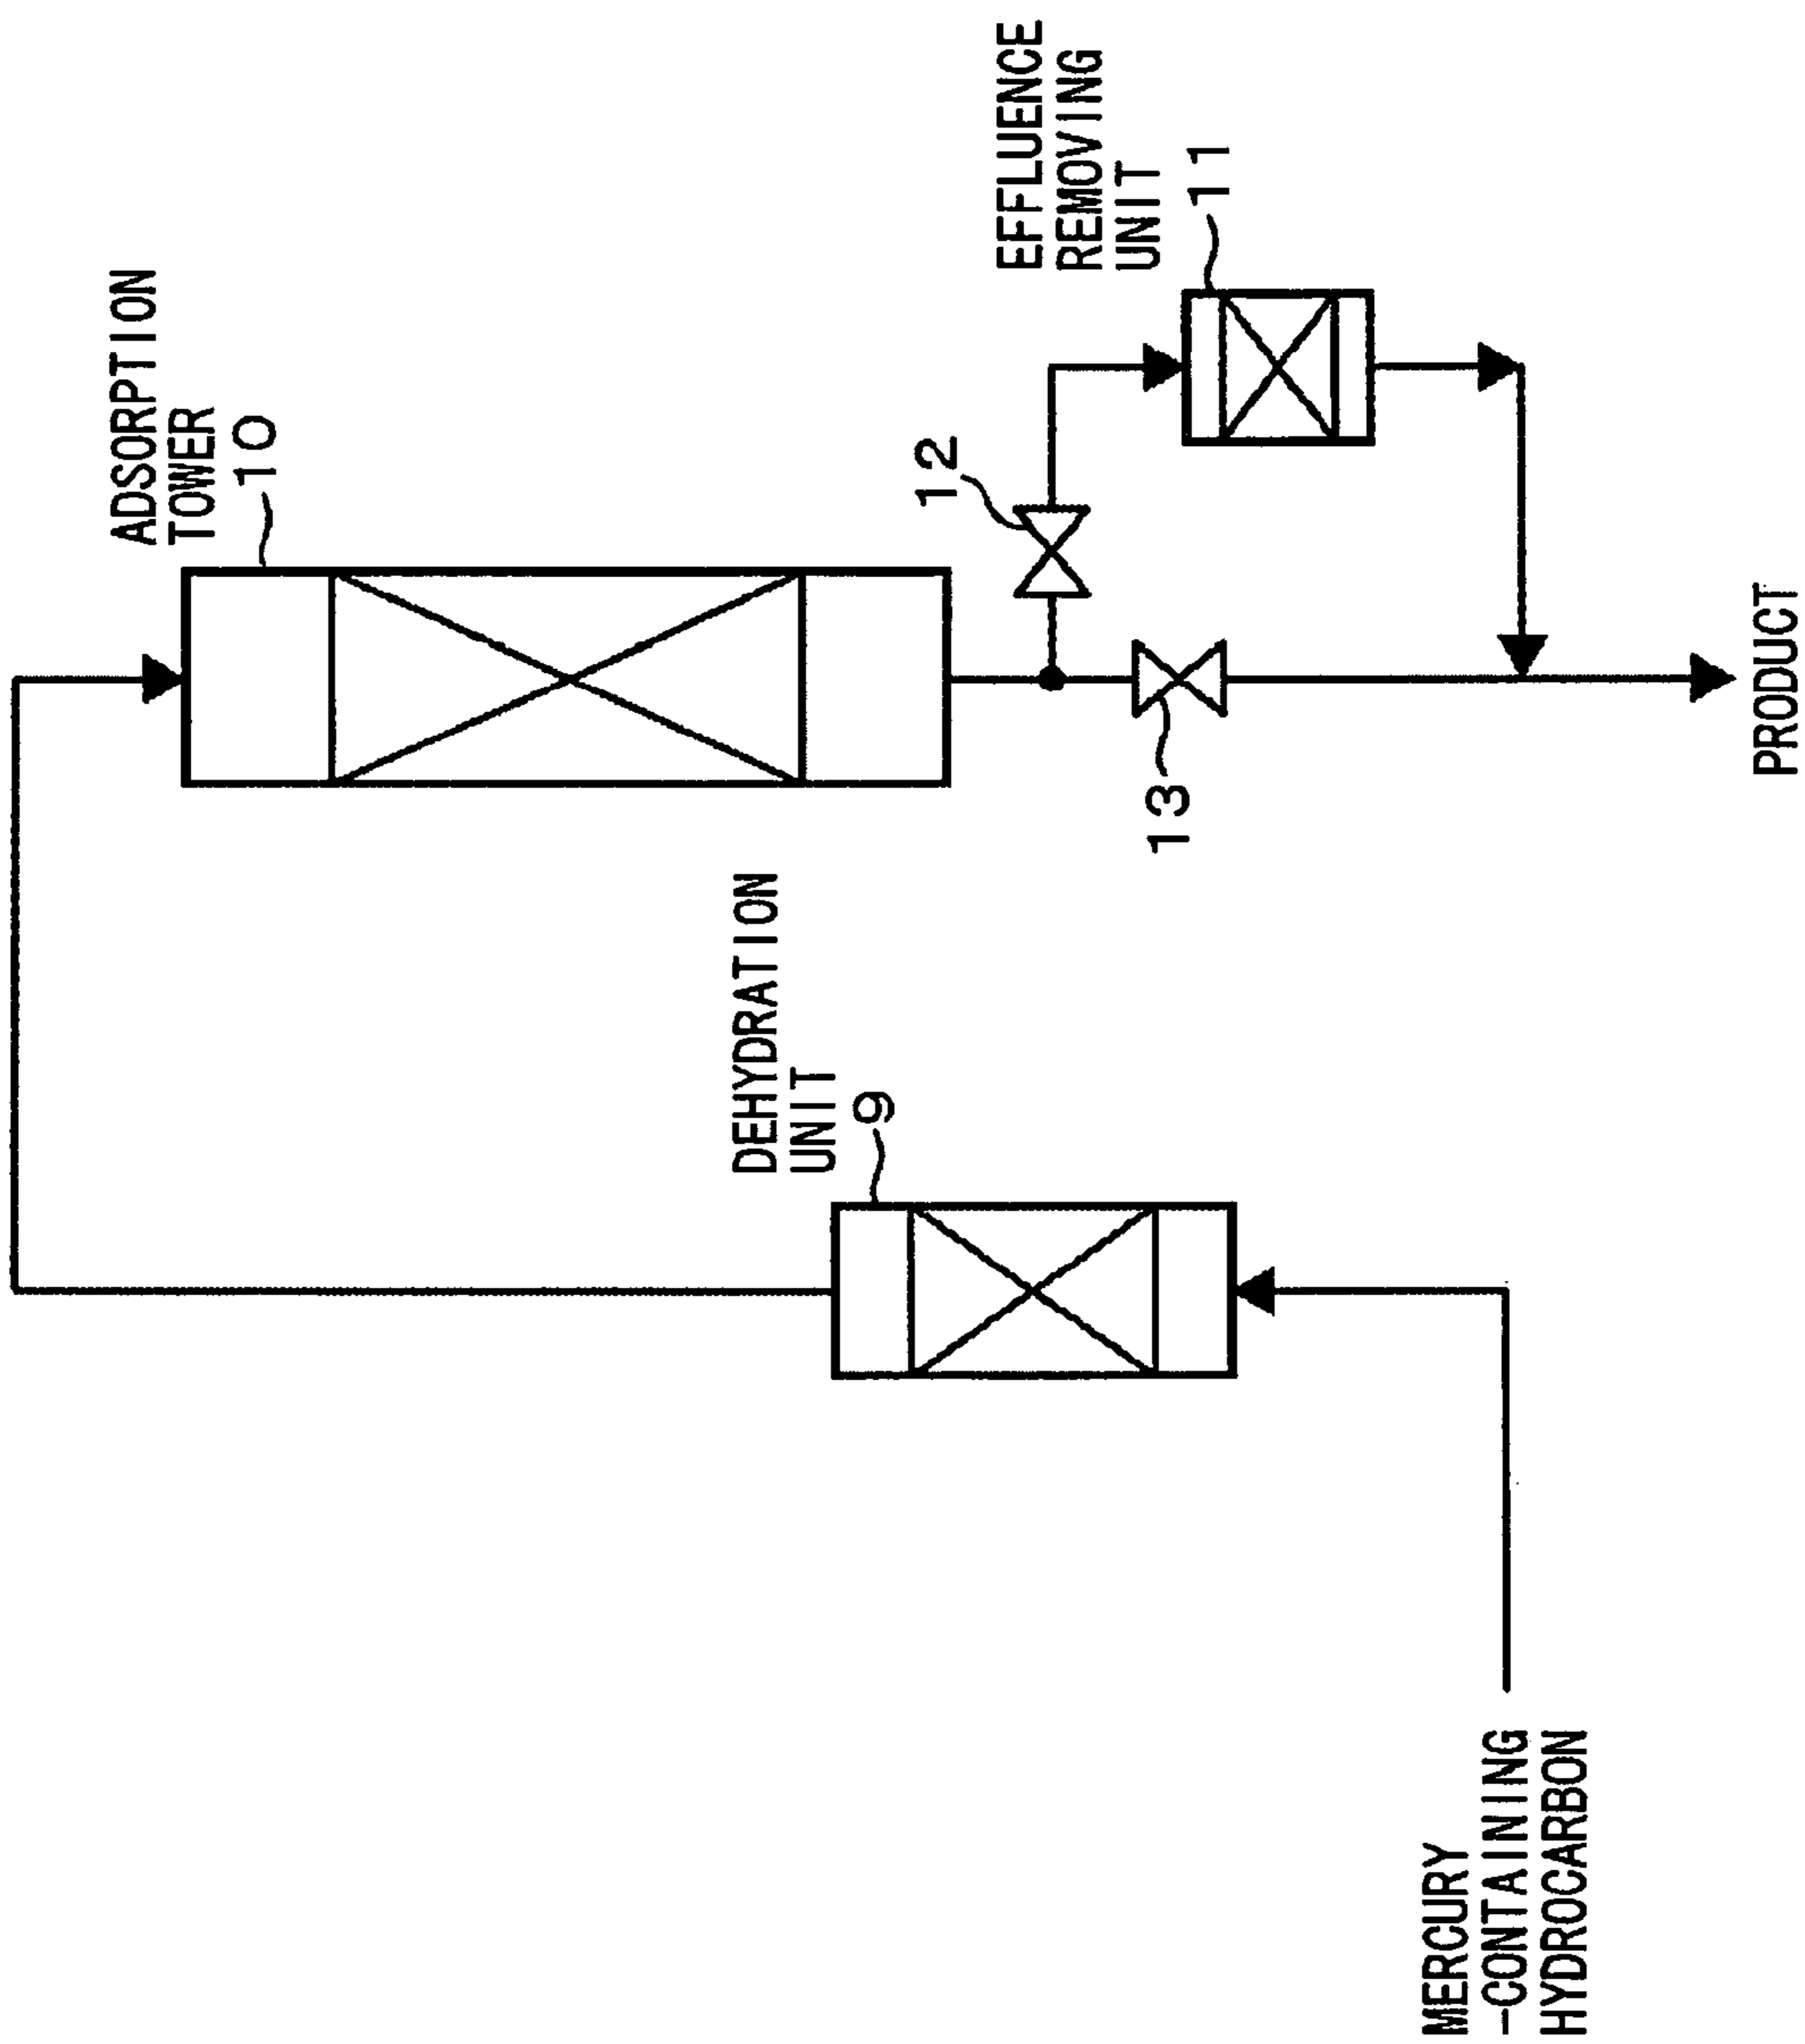 MERCURY
-CONTAINING
HYDROCARBON
DEHYDRATION
UNIT
9
ADSORPTION
TOWER
10
12
13
EFFLUENCE
REMOVING
UNIT
11
PRODUCT